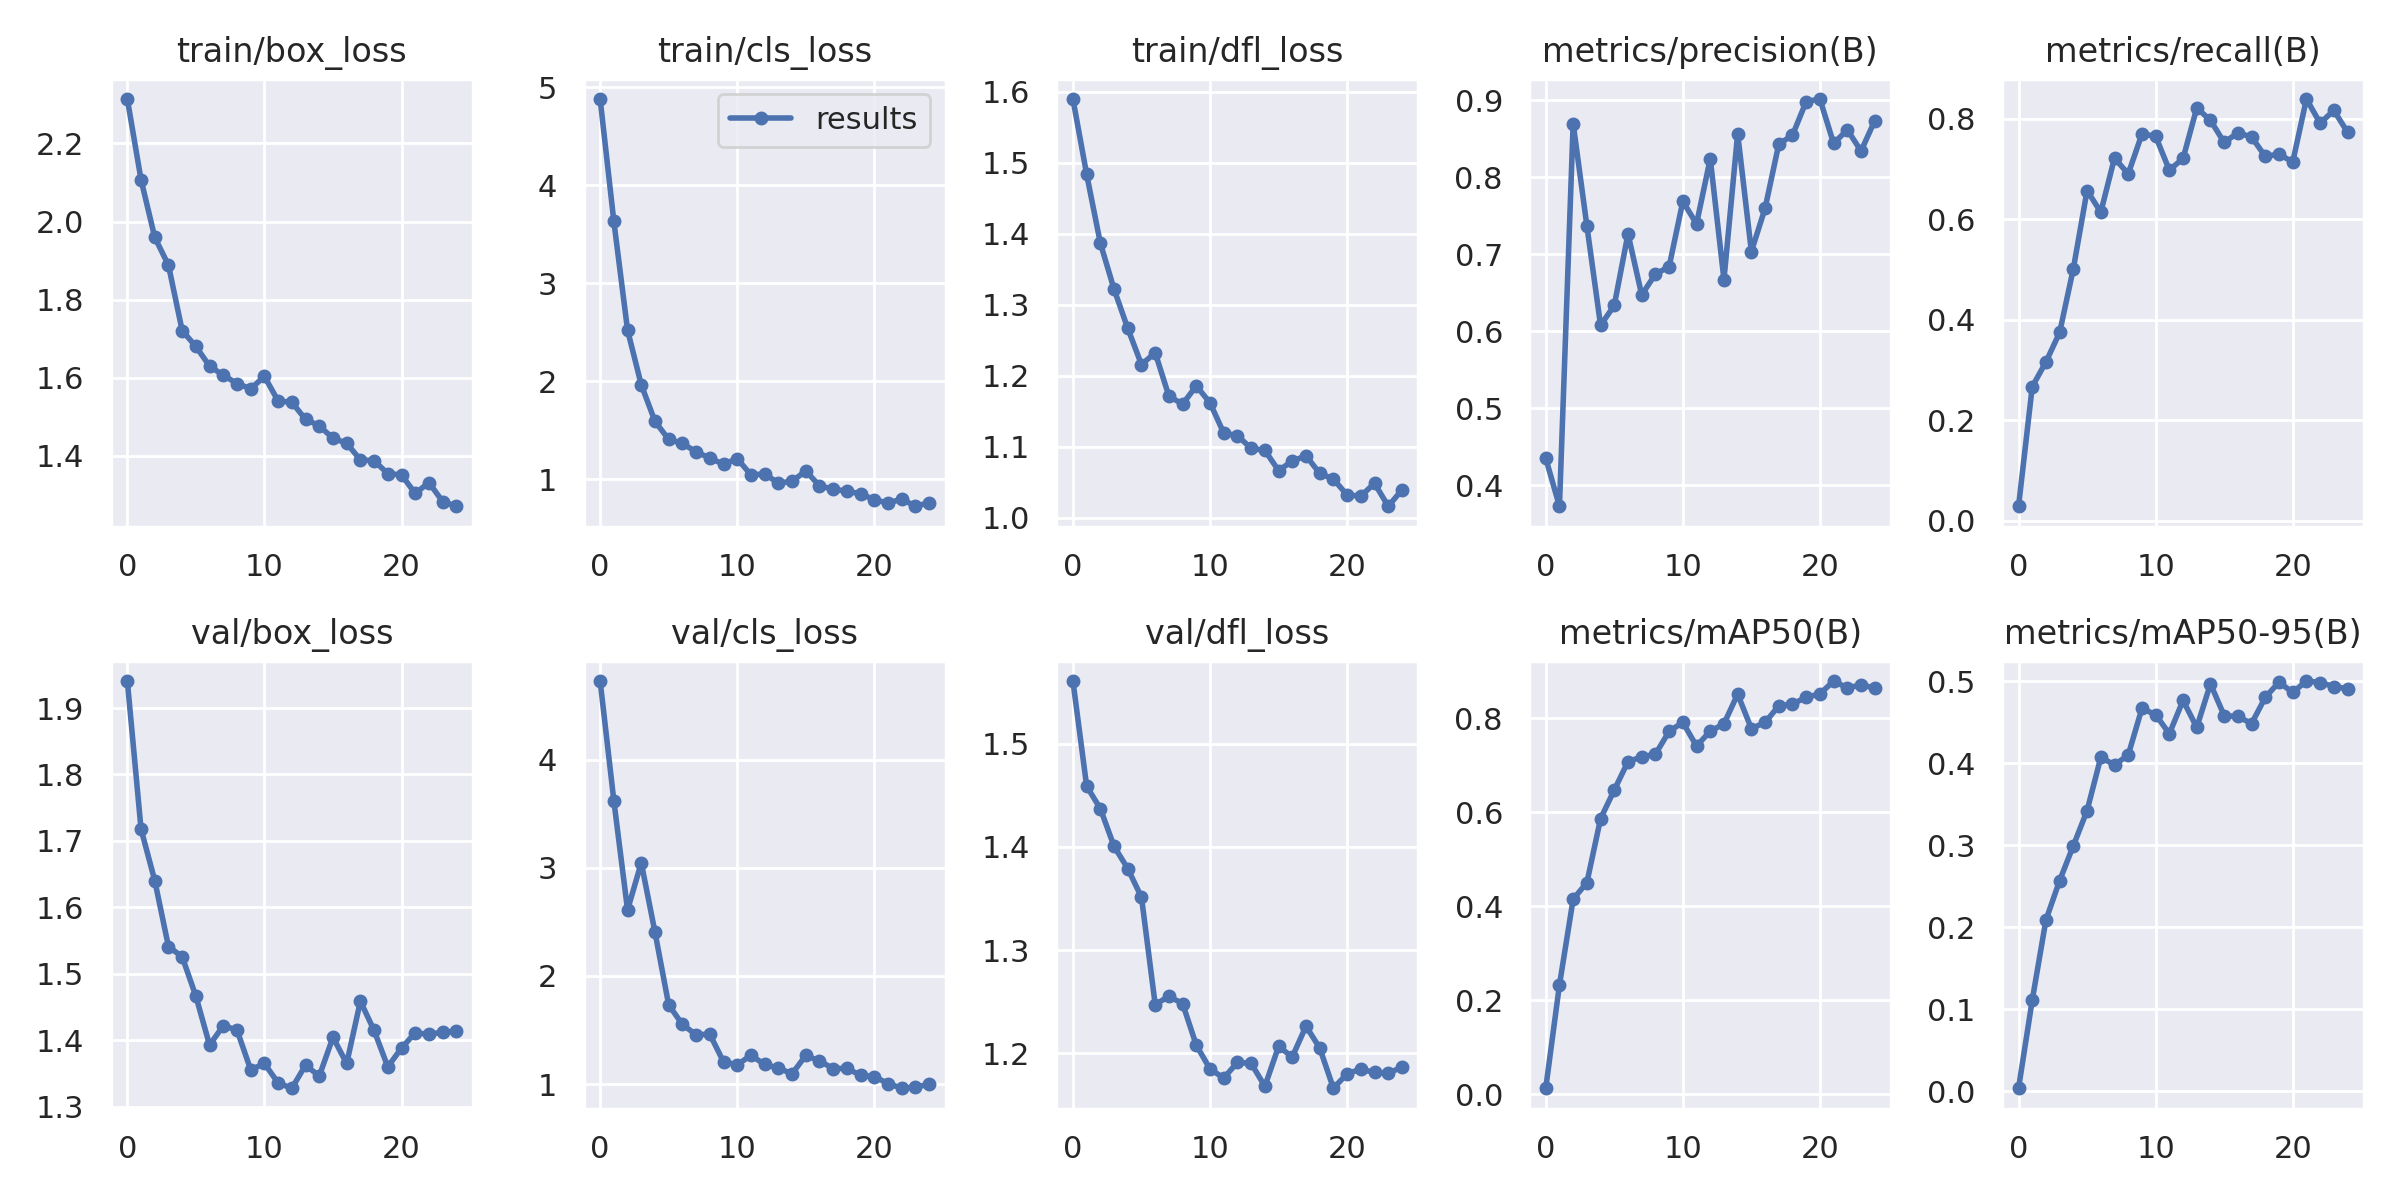 train/box_loss
2.2
2.0
1.8
1.6
1.4
0 10 20
train/cls_loss
results
5
4
3
2
1
0 10 20
train/dfl_loss
1.6
1.5
1.4
1.3
1.2
1.1
1.0
0 10 20
metrics/precision(B)
0.9
0.8
0.7
0.6
0.5
0.4
0 10 20
metrics/recall(B)
0.8
0.6
0.4
0.2
0.0
0 10 20
val/box_loss
1.9
1.8
1.7
1.6
1.5
1.4
1.3
0 10 20
val/cls_loss
4
3
2
1
0 10 20
val/dfl_loss
1.5
1.4
1.3
1.2
0 10 20
metrics/mAP50(B)
0.8
0.6
0.4
0.2
0.0
0 10 20
metrics/mAP50-95(B)
0.5
0.4
0.3
0.2
0.1
0.0
0 10 20